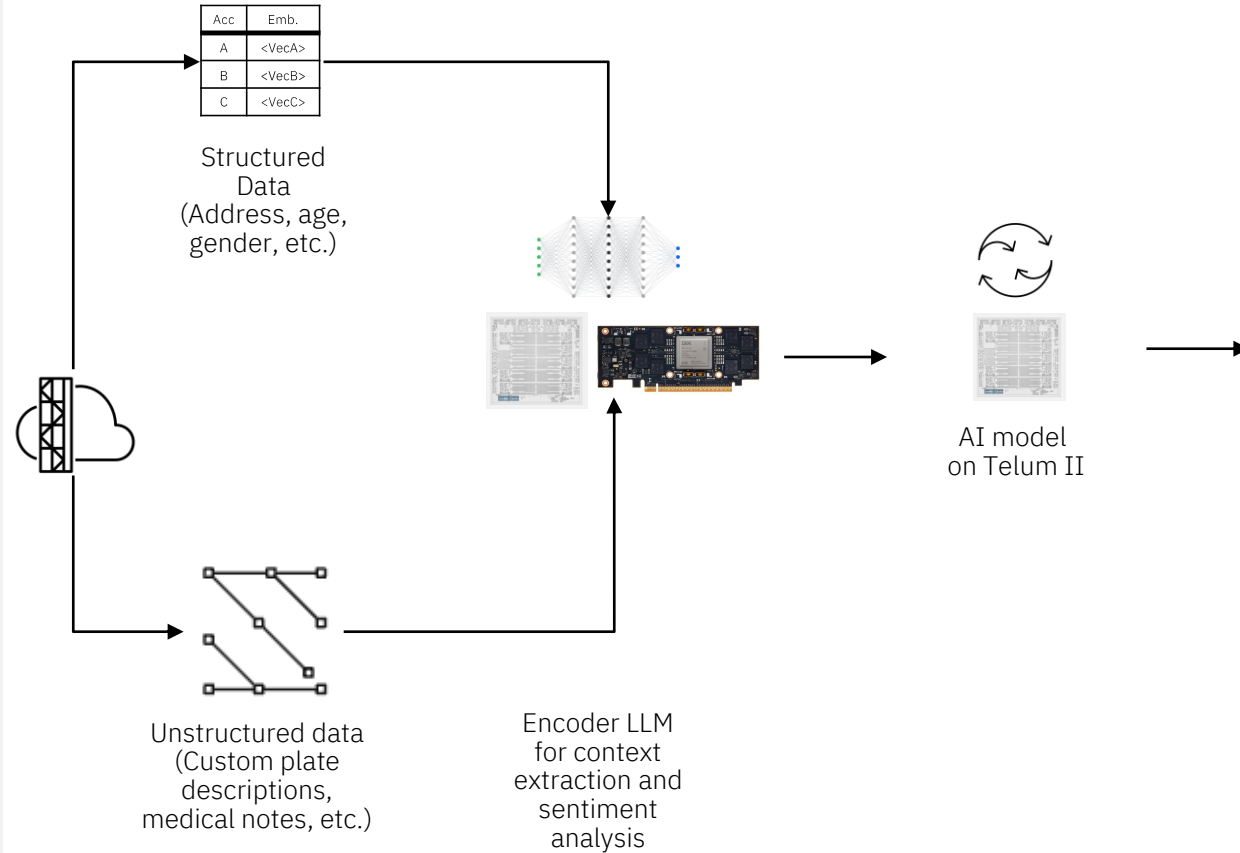 Acc Emb.
A <VecA>
B <VecB>
C <VecC>
Structured
Data
(Address, age,
gender, etc.)
AI model
on Telum II
Unstructured data
(Custom plate
descriptions,
medical notes, etc.)
Encoder LLM
for context
extraction and
sentiment
analysis